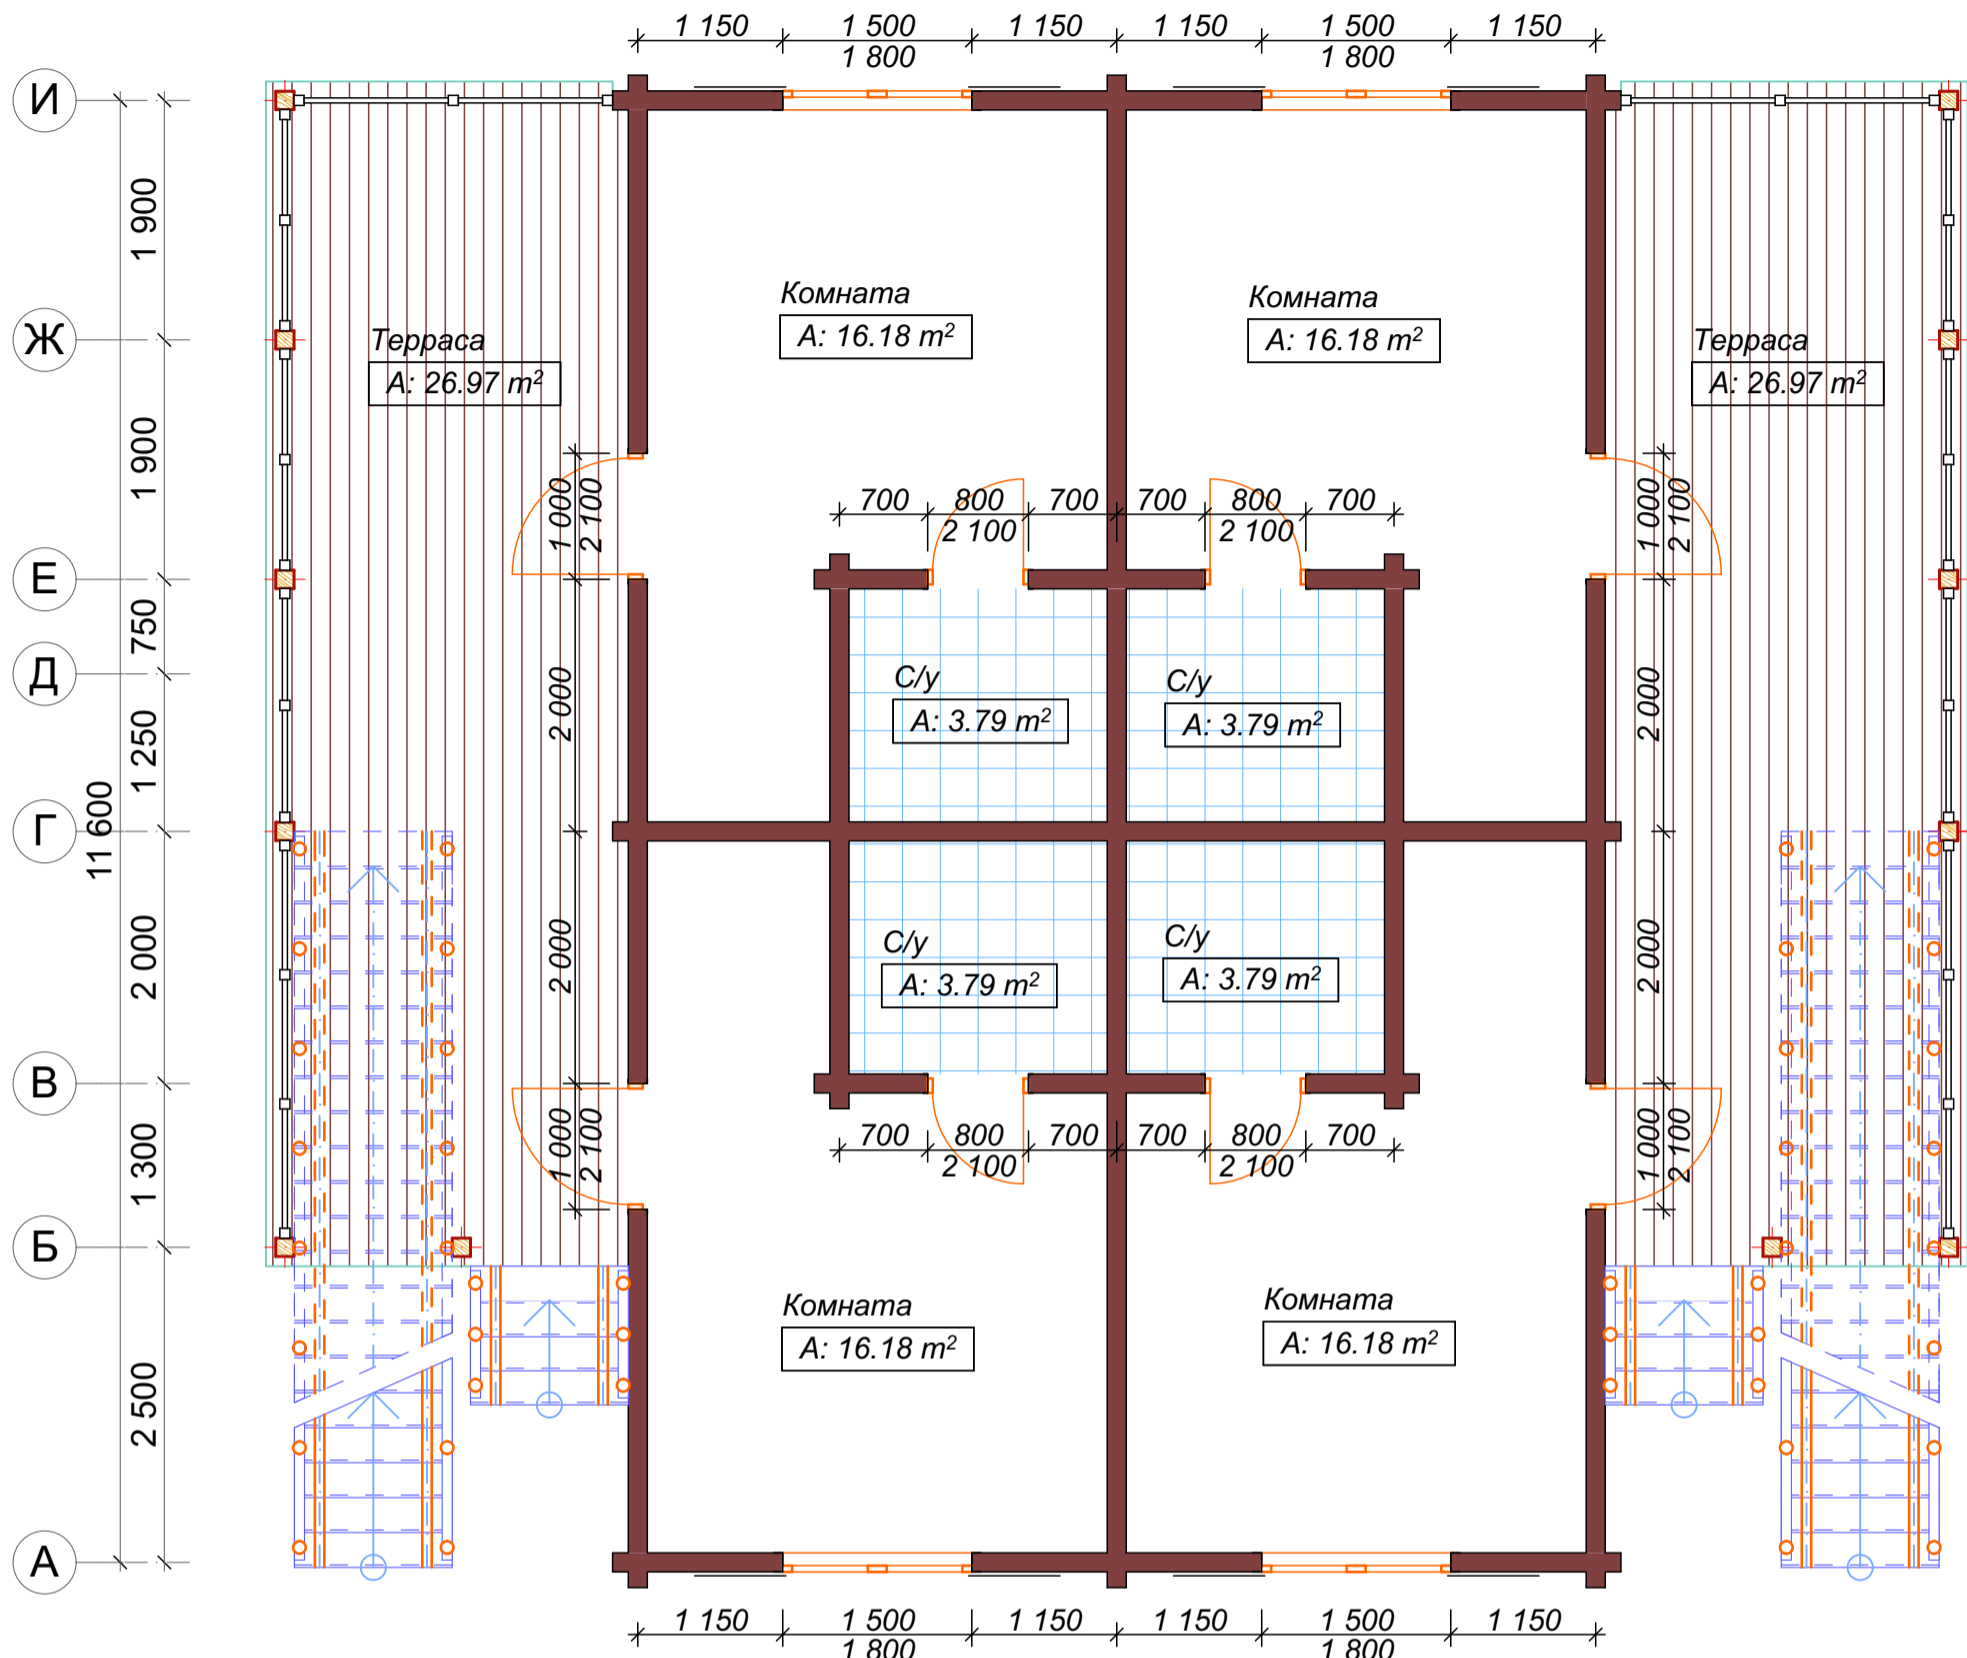 1 150 1 500 1 150 1 150 1 500 1 150
1 800 1 800
И
1 900
Комната Комната
А: 16.18 m² А: 16.18 m²
Ж
Терраса Терраса
А: 26.97 m² А: 26.97 m²
1 900
1 000 2 100
700 800 700 700 800 700
2 100 2 100
1 000 2 100
Е
750
Д
С/у С/у
А: 3.79 m² А: 3.79 m²
2 000 2 000
1 250
11 600
Г
С/у С/у
А: 3.79 m² А: 3.79 m²
2 000 2 000 2 000
В
1 300
1 000 2 100
700 800 700 700 800 700
2 100 2 100
1 000 2 100
Б
Комната Комната
А: 16.18 m² А: 16.18 m²
2 500
А
1 150 1 500 1 150 1 150 1 500 1 150
1 800 1 800